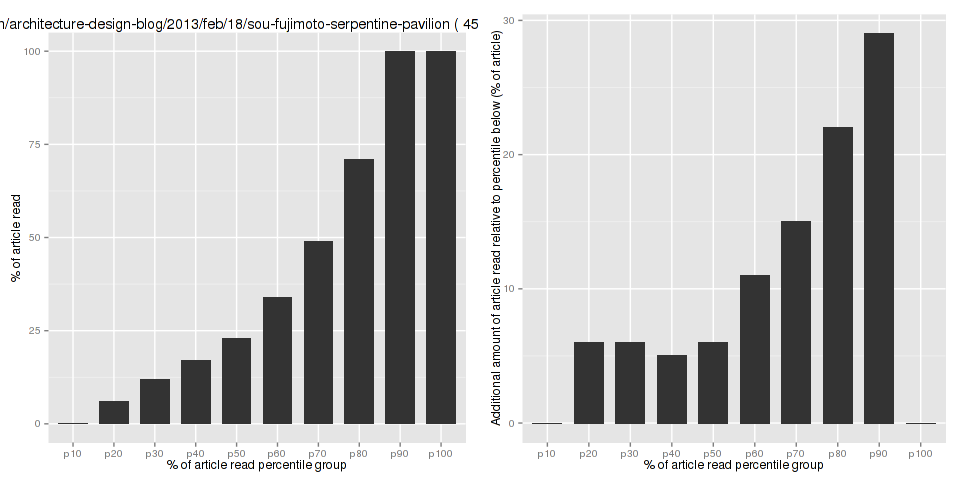 n/architecture-design-blog/2013/feb/18/sou-fujimoto-serpentine-pavilion ( 45
100
75
50
25
0
% of article read
p10 p20 p30 p40 p50 p60 p70 p80 p90 p100
% of article read percentile group
30
20
10
0
Additional amount of article read relative to percentile below (% of article)
p10 p20 p30 p40 p50 p60 p70 p80 p90 p100
% of article read percentile group